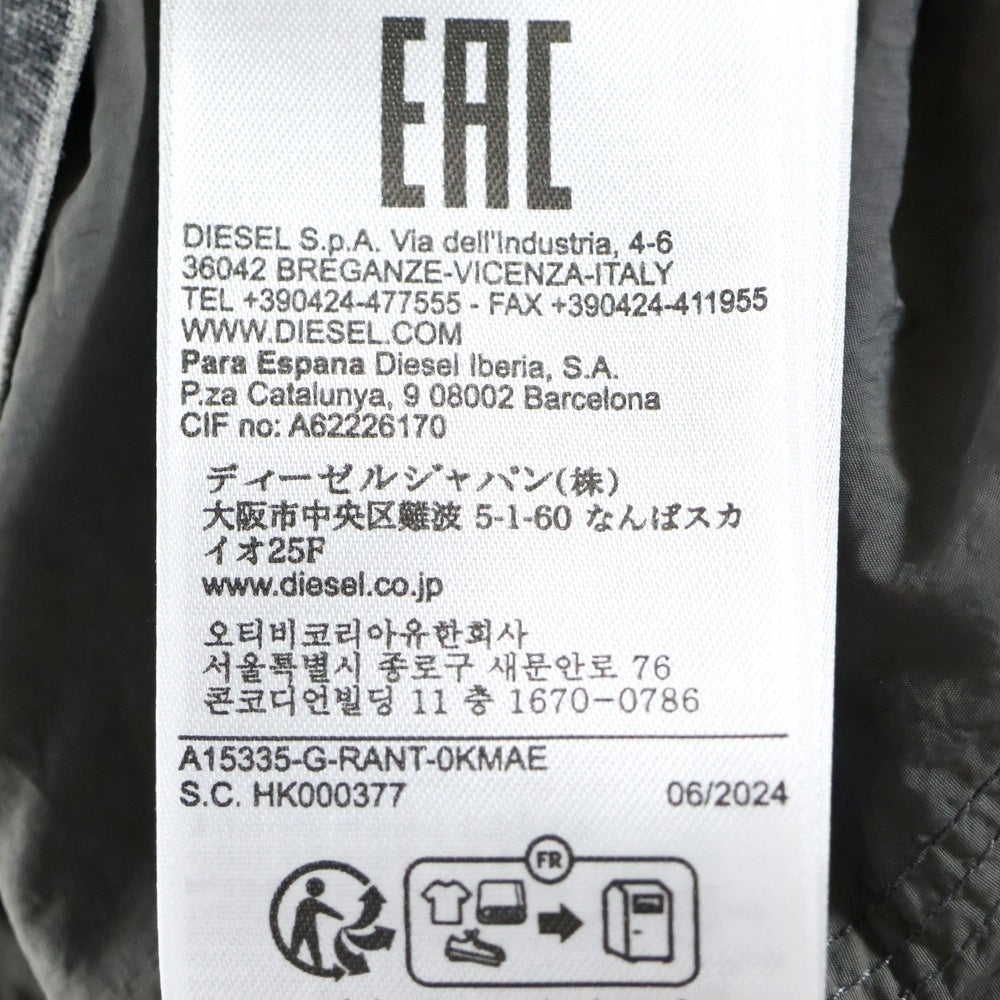 EAC
DIESEL S.p.A. Via dell'Industria, 4-6
36042 BREGANZE-VICENZA-ITALY
TEL +390424-477555 - FAX +390424-411955
WWW.DIESEL.COM
Para Espana Diesel Iberia, S.A.
P.za Catalunya, 9 08002 Barcelona
CIF no: A62226170
ディーゼルジャパン(株)
大阪市中央区難波 5-1-60 なんばスカ
イオ25F
www.diesel.co.jp
오티비코리아유한회사
서울특별시 종로구 새문안로 76
콘코디언빌딩 11 층 1670-0786
A15335-G-RANT-0KMAE
S.C. HK000377 06/2024
FR